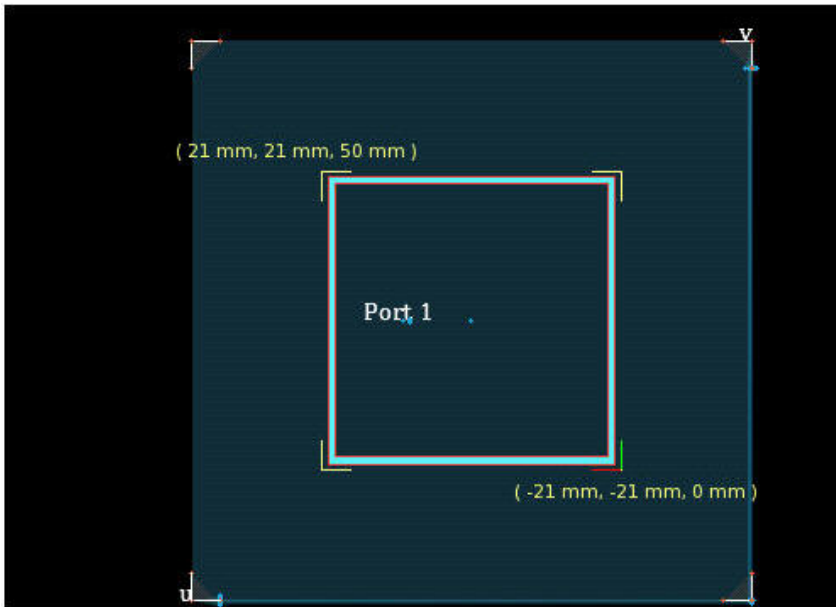 v
( 21 mm, 21 mm, 50 mm )
Port 1
( -21 mm, -21 mm, 0 mm )
u